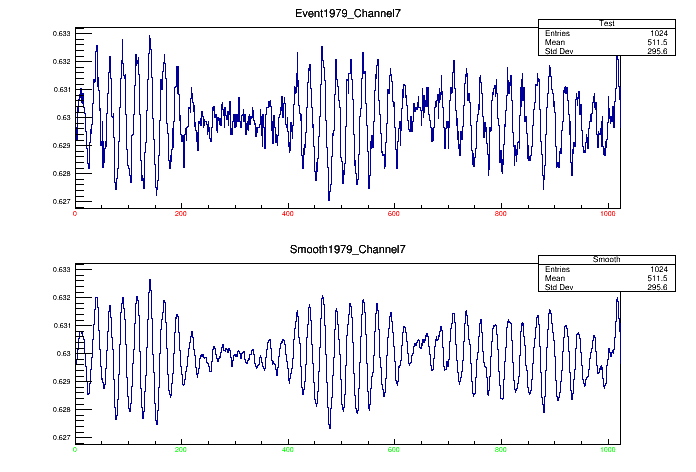 Event1979_Channel7
Test
Entries 1024
Mean 511.5
Std Dev 295.6
0.633
0.632
0.631
0.63
0.629
0.628
0.627
0 200 400 600 800 1000
Smooth1979_Channel7
Smooth
Entries 1024
Mean 511.5
Std Dev 295.6
0.633
0.632
0.631
0.63
0.629
0.628
0.627
0 200 400 600 800 1000